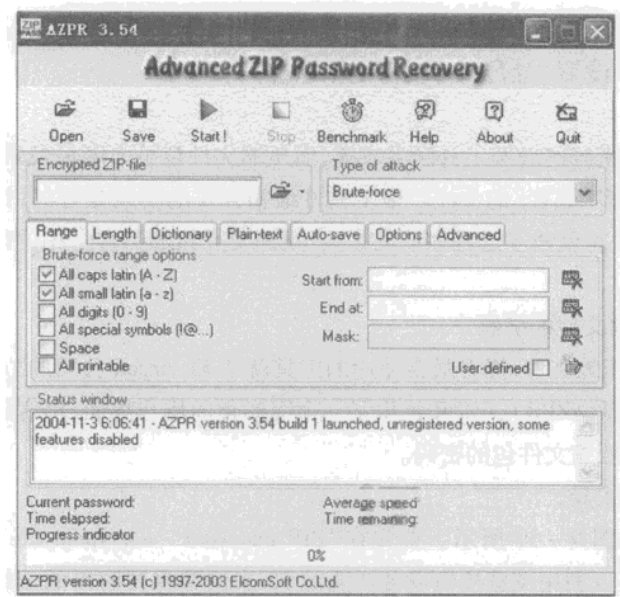 ZIP AZPR 3.54
Advanced ZIP Password Recovery
Open Save Start! Stop Benchmark Help About Quit
Encrypted ZIP-file Type of attack
Brute-force
Range Length Dictionary Plain-text Auto-save Options Advanced
Brute-force range options
All caps latin (A - Z) Start from:
All small latin (a - z) End at:
All digits (0 - 9)
All special symbols (!@...) Mask:
Space
All printable User-defined
Status window
2004-11-3 6:06:41 - AZPR version 3.54 build 1 launched, unregistered version, some
features disabled
Current password: Average speed:
Time elapsed: Time remaining:
Progress indicator
0%
AZPR version 3.54 (c) 1997-2003 ElcomSoft Co.Ltd.